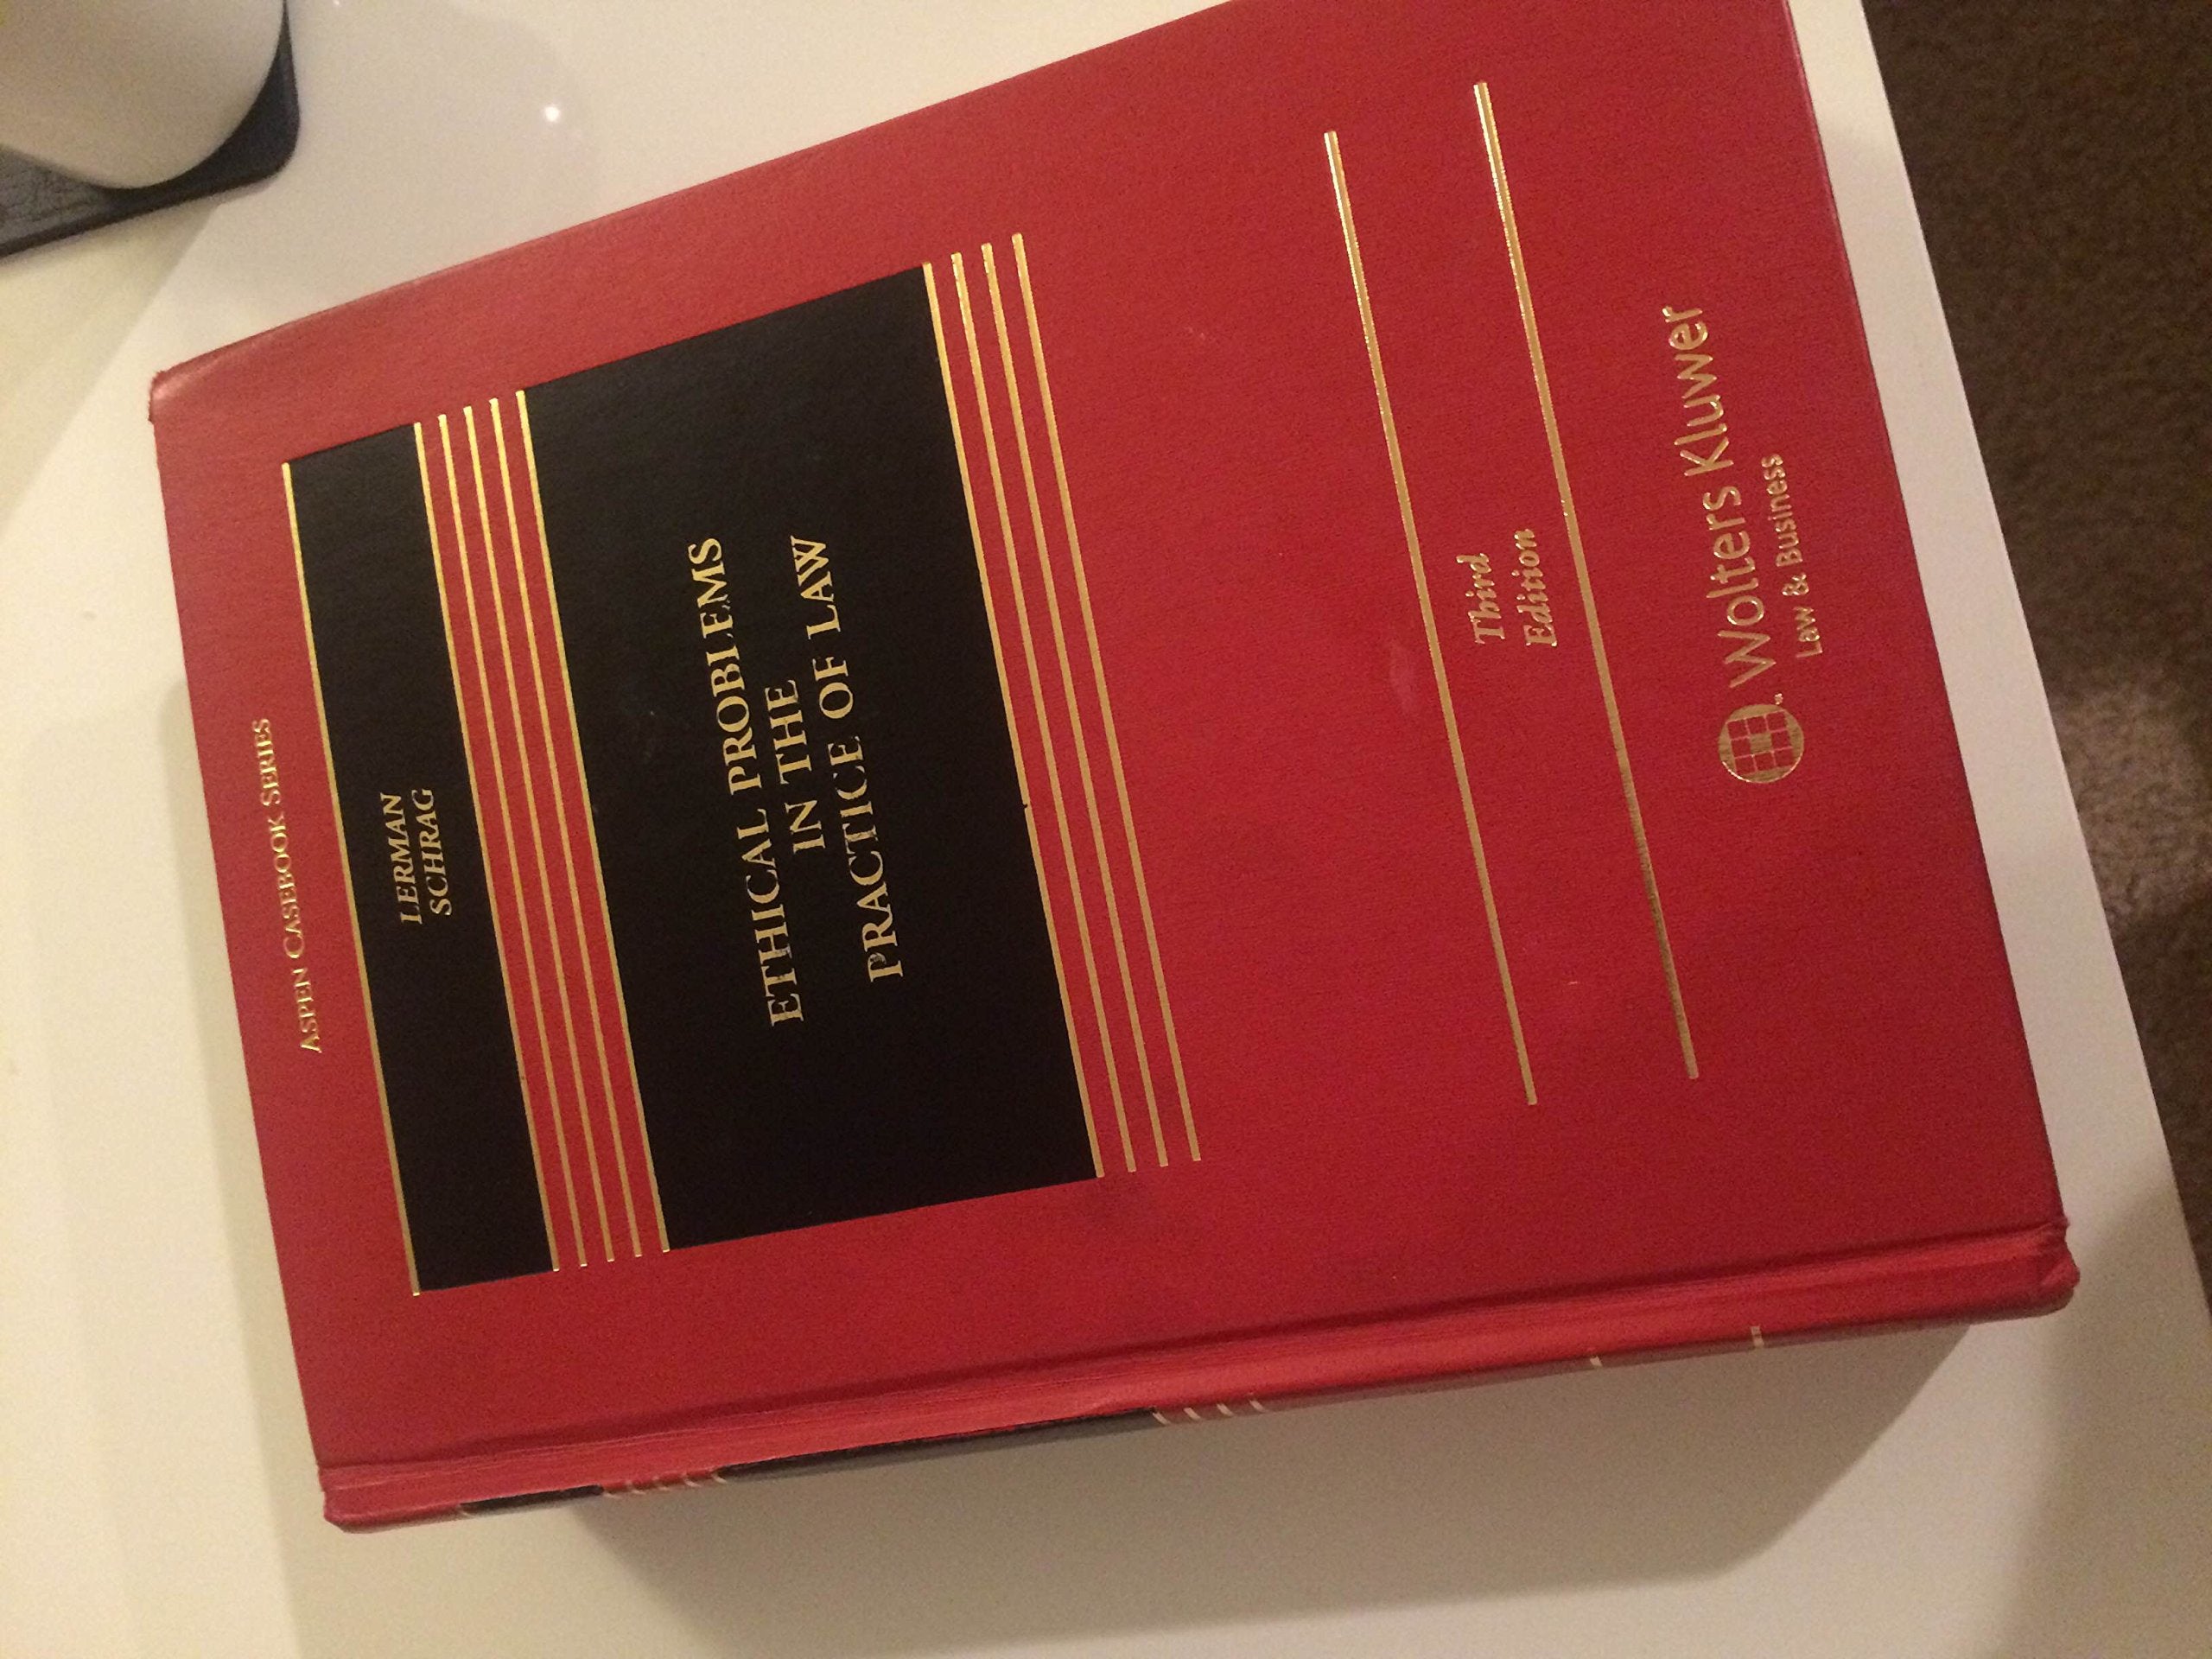 ASPEN CASEBOOK SERIES
LERMAN
SCHRAG
ETHICAL PROBLEMS
IN THE
PRACTICE OF LAW
Third
Edition
Wolters Kluwer
Law & Business